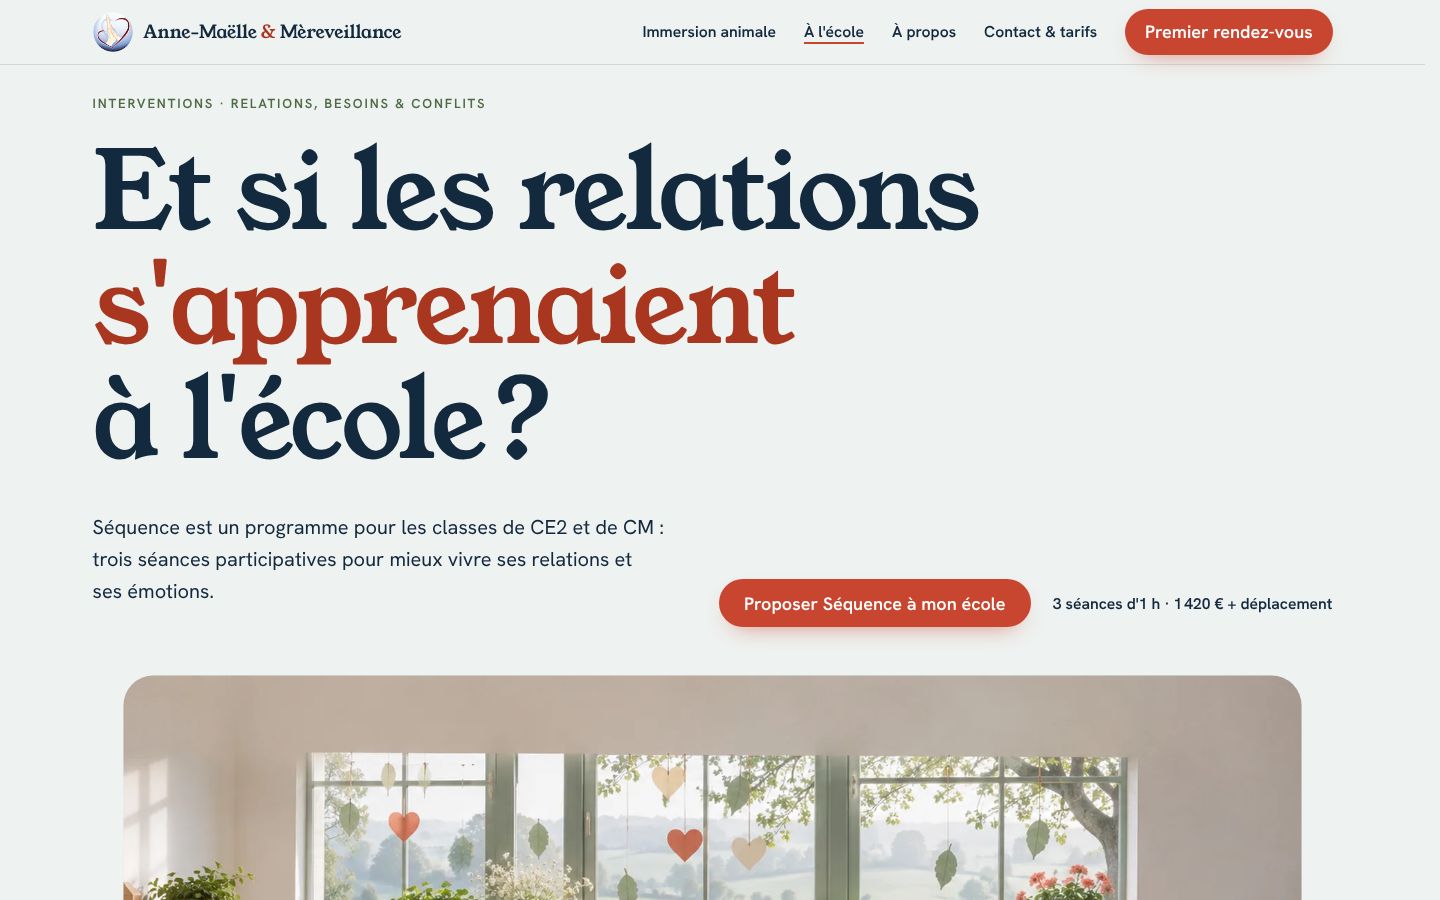 Anne-Maëlle & Mèreveillance
Immersion animale
À l'école
À propos
Contact & tarifs
Premier rendez-vous
INTERVENTIONS · RELATIONS, BESOINS & CONFLITS
Et si les relations
s'apprenaient
à l'école ?
Séquence est un programme pour les classes de CE2 et de CM :
trois séances participatives pour mieux vivre ses relations et
ses émotions.
Proposer Séquence à mon école
3 séances d'1 h · 1 420 € + déplacement